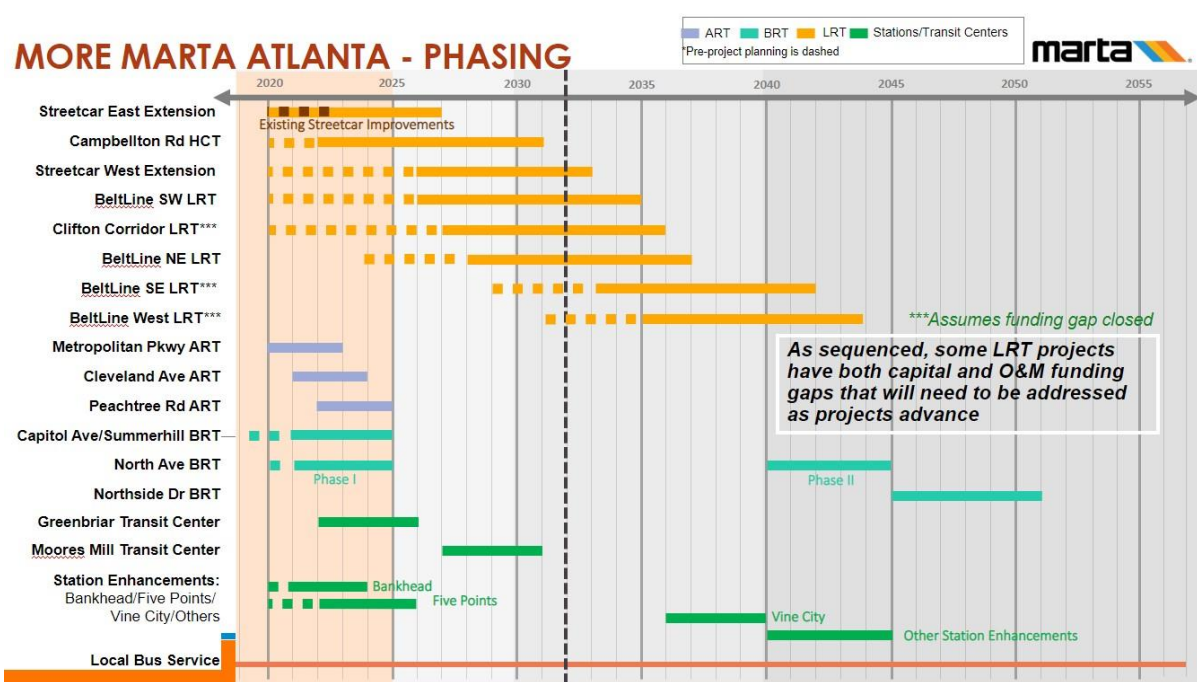 MORE MARTA ATLANTA - PHASING
ART BRT LRT Stations/Transit Centers
*Pre-project planning is dashed
marta
2020 2025 2030 2035 2040 2045 2050 2055
Streetcar East Extension
Existing Streetcar Improvements
Campbellton Rd HCT
Streetcar West Extension
BeltLine SW LRT
Clifton Corridor LRT***
BeltLine NE LRT
BeltLine SE LRT***
BeltLine West LRT***
***Assumes funding gap closed
As sequenced, some LRT projects
have both capital and O&M funding
gaps that will need to be addressed
as projects advance
Metropolitan Pkwy ART
Cleveland Ave ART
Peachtree Rd ART
Capitol Ave/Summerhill BRT
North Ave BRT
Phase I Phase II
Northside Dr BRT
Greenbriar Transit Center
Moores Mill Transit Center
Station Enhancements:
Bankhead/Five Points/
Vine City/Others
Bankhead
Five Points
Vine City
Other Station Enhancements
Local Bus Service